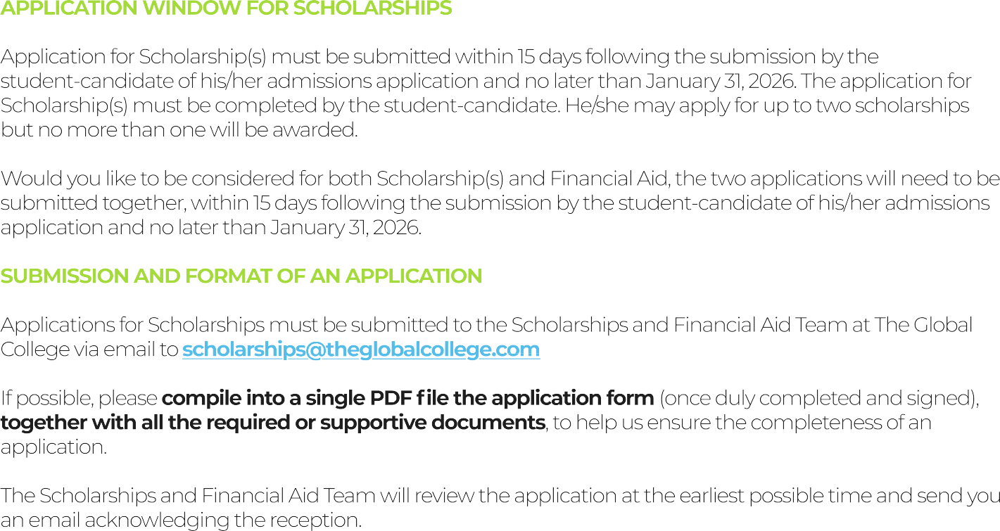 APPLICATION WINDOW FOR SCHOLARSHIPS
Application for Scholarship(s) must be submitted within 15 days following the submission by the
student-candidate of his/her admissions application and no later than January 31, 2026. The application for
Scholarship(s) must be completed by the student-candidate. He/she may apply for up to two scholarships
but no more than one will be awarded.
Would you like to be considered for both Scholarship(s) and Financial Aid, the two applications will need to be
submitted together, within 15 days following the submission by the student-candidate of his/her admissions
application and no later than January 31, 2026.
SUBMISSION AND FORMAT OF AN APPLICATION
Applications for Scholarships must be submitted to the Scholarships and Financial Aid Team at The Global
College via email to scholarships@theglobalcollege.com
If possible, please compile into a single PDF file the application form (once duly completed and signed),
together with all the required or supportive documents, to help us ensure the completeness of an
application.
The Scholarships and Financial Aid Team will review the application at the earliest possible time and send you
an email acknowledging the reception.